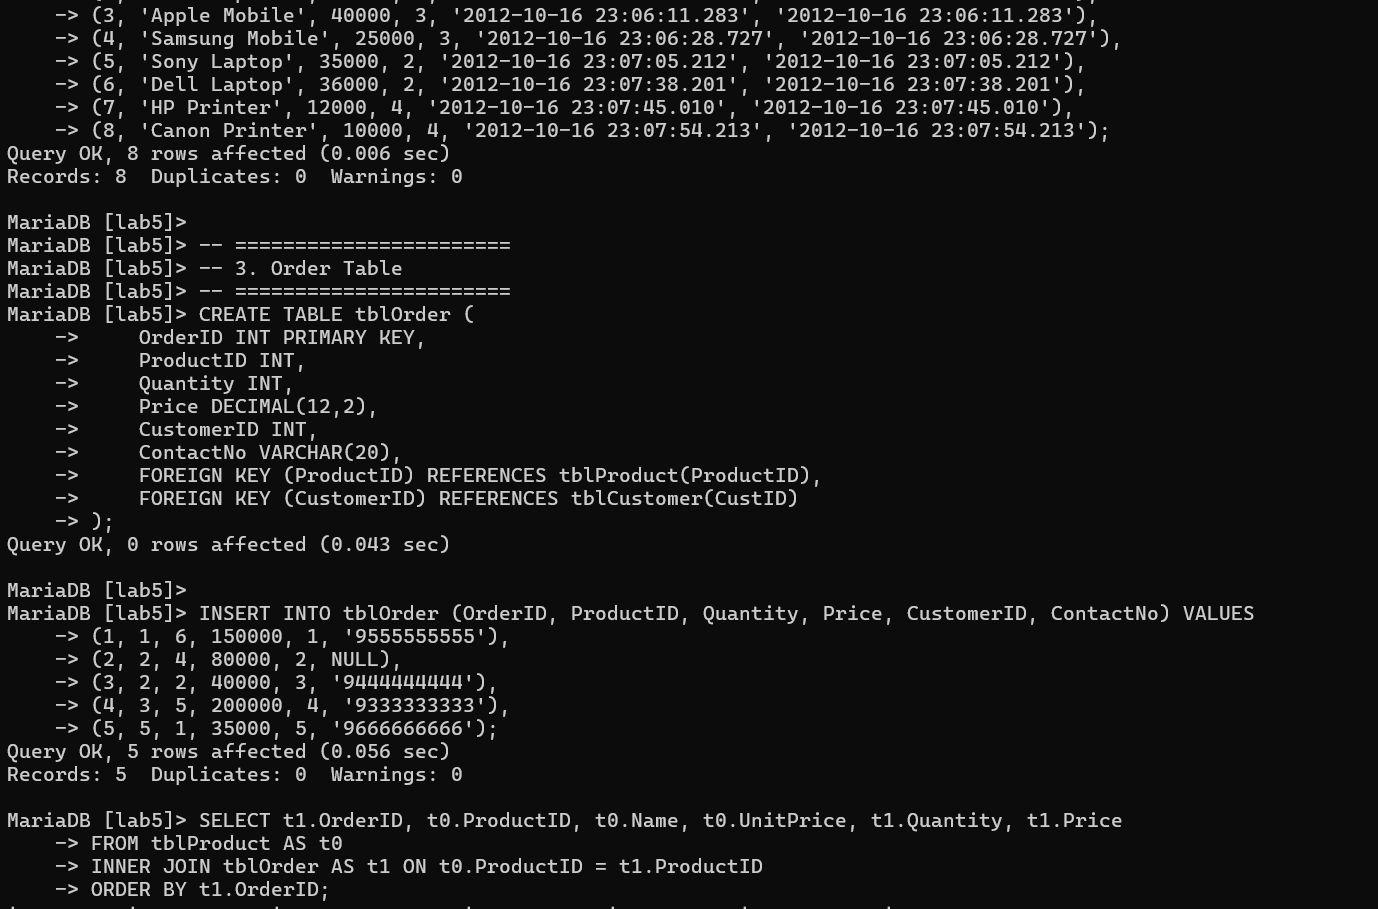 -> (3, 'Apple Mobile', 40000, 3, '2012-10-16 23:06:11.283', '2012-10-16 23:06:11.283'),
-> (4, 'Samsung Mobile', 25000, 3, '2012-10-16 23:06:28.727', '2012-10-16 23:06:28.727'),
-> (5, 'Sony Laptop', 35000, 2, '2012-10-16 23:07:05.212', '2012-10-16 23:07:05.212'),
-> (6, 'Dell Laptop', 36000, 2, '2012-10-16 23:07:38.201', '2012-10-16 23:07:38.201'),
-> (7, 'HP Printer', 12000, 4, '2012-10-16 23:07:45.010', '2012-10-16 23:07:45.010'),
-> (8, 'Canon Printer', 10000, 4, '2012-10-16 23:07:54.213', '2012-10-16 23:07:54.213');
Query OK, 8 rows affected (0.006 sec)
Records: 8  Duplicates: 0  Warnings: 0
MariaDB [lab5]>
MariaDB [lab5]> -- =======================
MariaDB [lab5]> -- 3. Order Table
MariaDB [lab5]> -- =======================
MariaDB [lab5]> CREATE TABLE tblOrder (
->     OrderID INT PRIMARY KEY,
->     ProductID INT,
->     Quantity INT,
->     Price DECIMAL(12,2),
->     CustomerID INT,
->     ContactNo VARCHAR(20),
->     FOREIGN KEY (ProductID) REFERENCES tblProduct(ProductID),
->     FOREIGN KEY (CustomerID) REFERENCES tblCustomer(CustID)
-> );
Query OK, 0 rows affected (0.043 sec)
MariaDB [lab5]>
MariaDB [lab5]> INSERT INTO tblOrder (OrderID, ProductID, Quantity, Price, CustomerID, ContactNo) VALUES
-> (1, 1, 6, 150000, 1, '9555555555'),
-> (2, 2, 4, 80000, 2, NULL),
-> (3, 2, 2, 40000, 3, '9444444444'),
-> (4, 3, 5, 200000, 4, '9333333333'),
-> (5, 5, 1, 35000, 5, '9666666666');
Query OK, 5 rows affected (0.056 sec)
Records: 5  Duplicates: 0  Warnings: 0
MariaDB [lab5]> SELECT t1.OrderID, t0.ProductID, t0.Name, t0.UnitPrice, t1.Quantity, t1.Price
-> FROM tblProduct AS t0
-> INNER JOIN tblOrder AS t1 ON t0.ProductID = t1.ProductID
-> ORDER BY t1.OrderID;